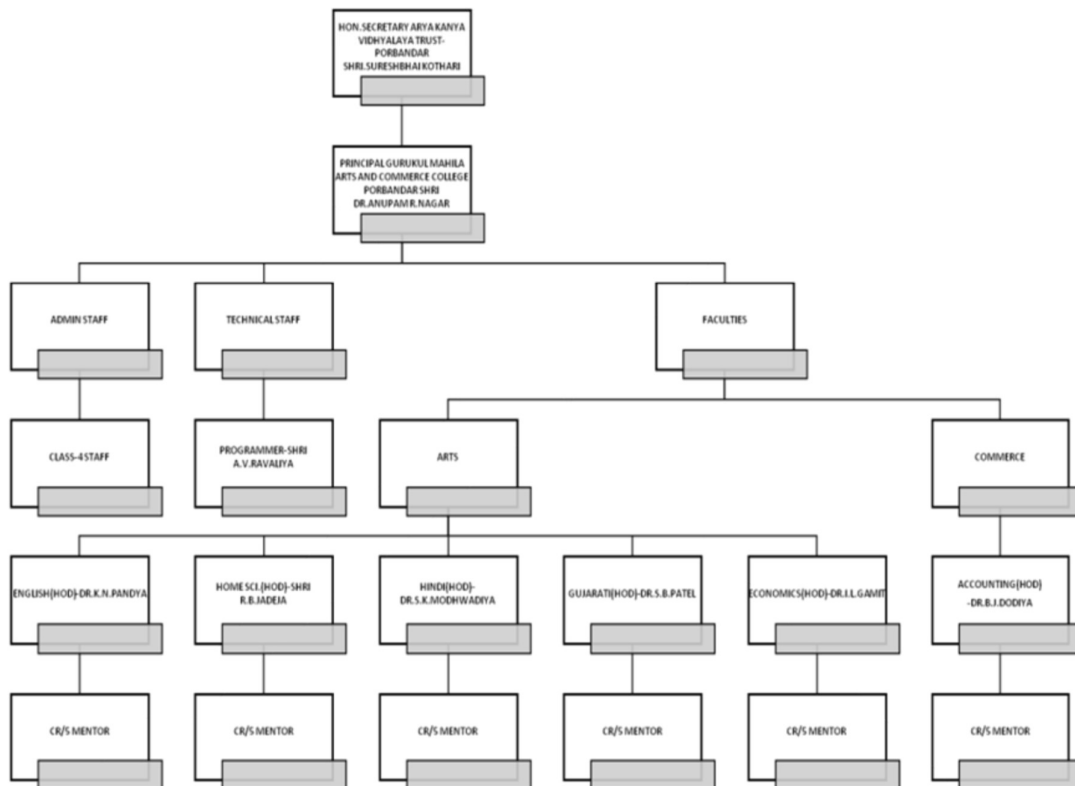 HON.SECRETARY ARYA KANYA
VIDHYALAYA TRUST-
PORBANDAR
SHRI.SURESHBHAI KOTHARI
PRINCIPAL GURUKUL MAHILA
ARTS AND COMMERCE COLLEGE
PORBANDAR SHRI
DR.ANUPAM R.NAGAR
ADMIN STAFF
TECHNICAL STAFF
FACULTIES
CLASS-4 STAFF
PROGRAMMER-SHRI
A.V.RAVALIYA
ARTS
COMMERCE
ENGLISH(HOD)-DR.K.N.PANDYA
HOME SCI.(HOD)-SHRI
R.B.JADEJA
HINDI(HOD)-
DR.S.K.MODHWADIYA
GUJARATI(HOD)-DR.S.B.PATEL
ECONOMICS(HOD)-DR.I.L.GAMIT
ACCOUNTING(HOD)
-DR.B.J.DODIYA
CR/S MENTOR
CR/S MENTOR
CR/S MENTOR
CR/S MENTOR
CR/S MENTOR
CR/S MENTOR